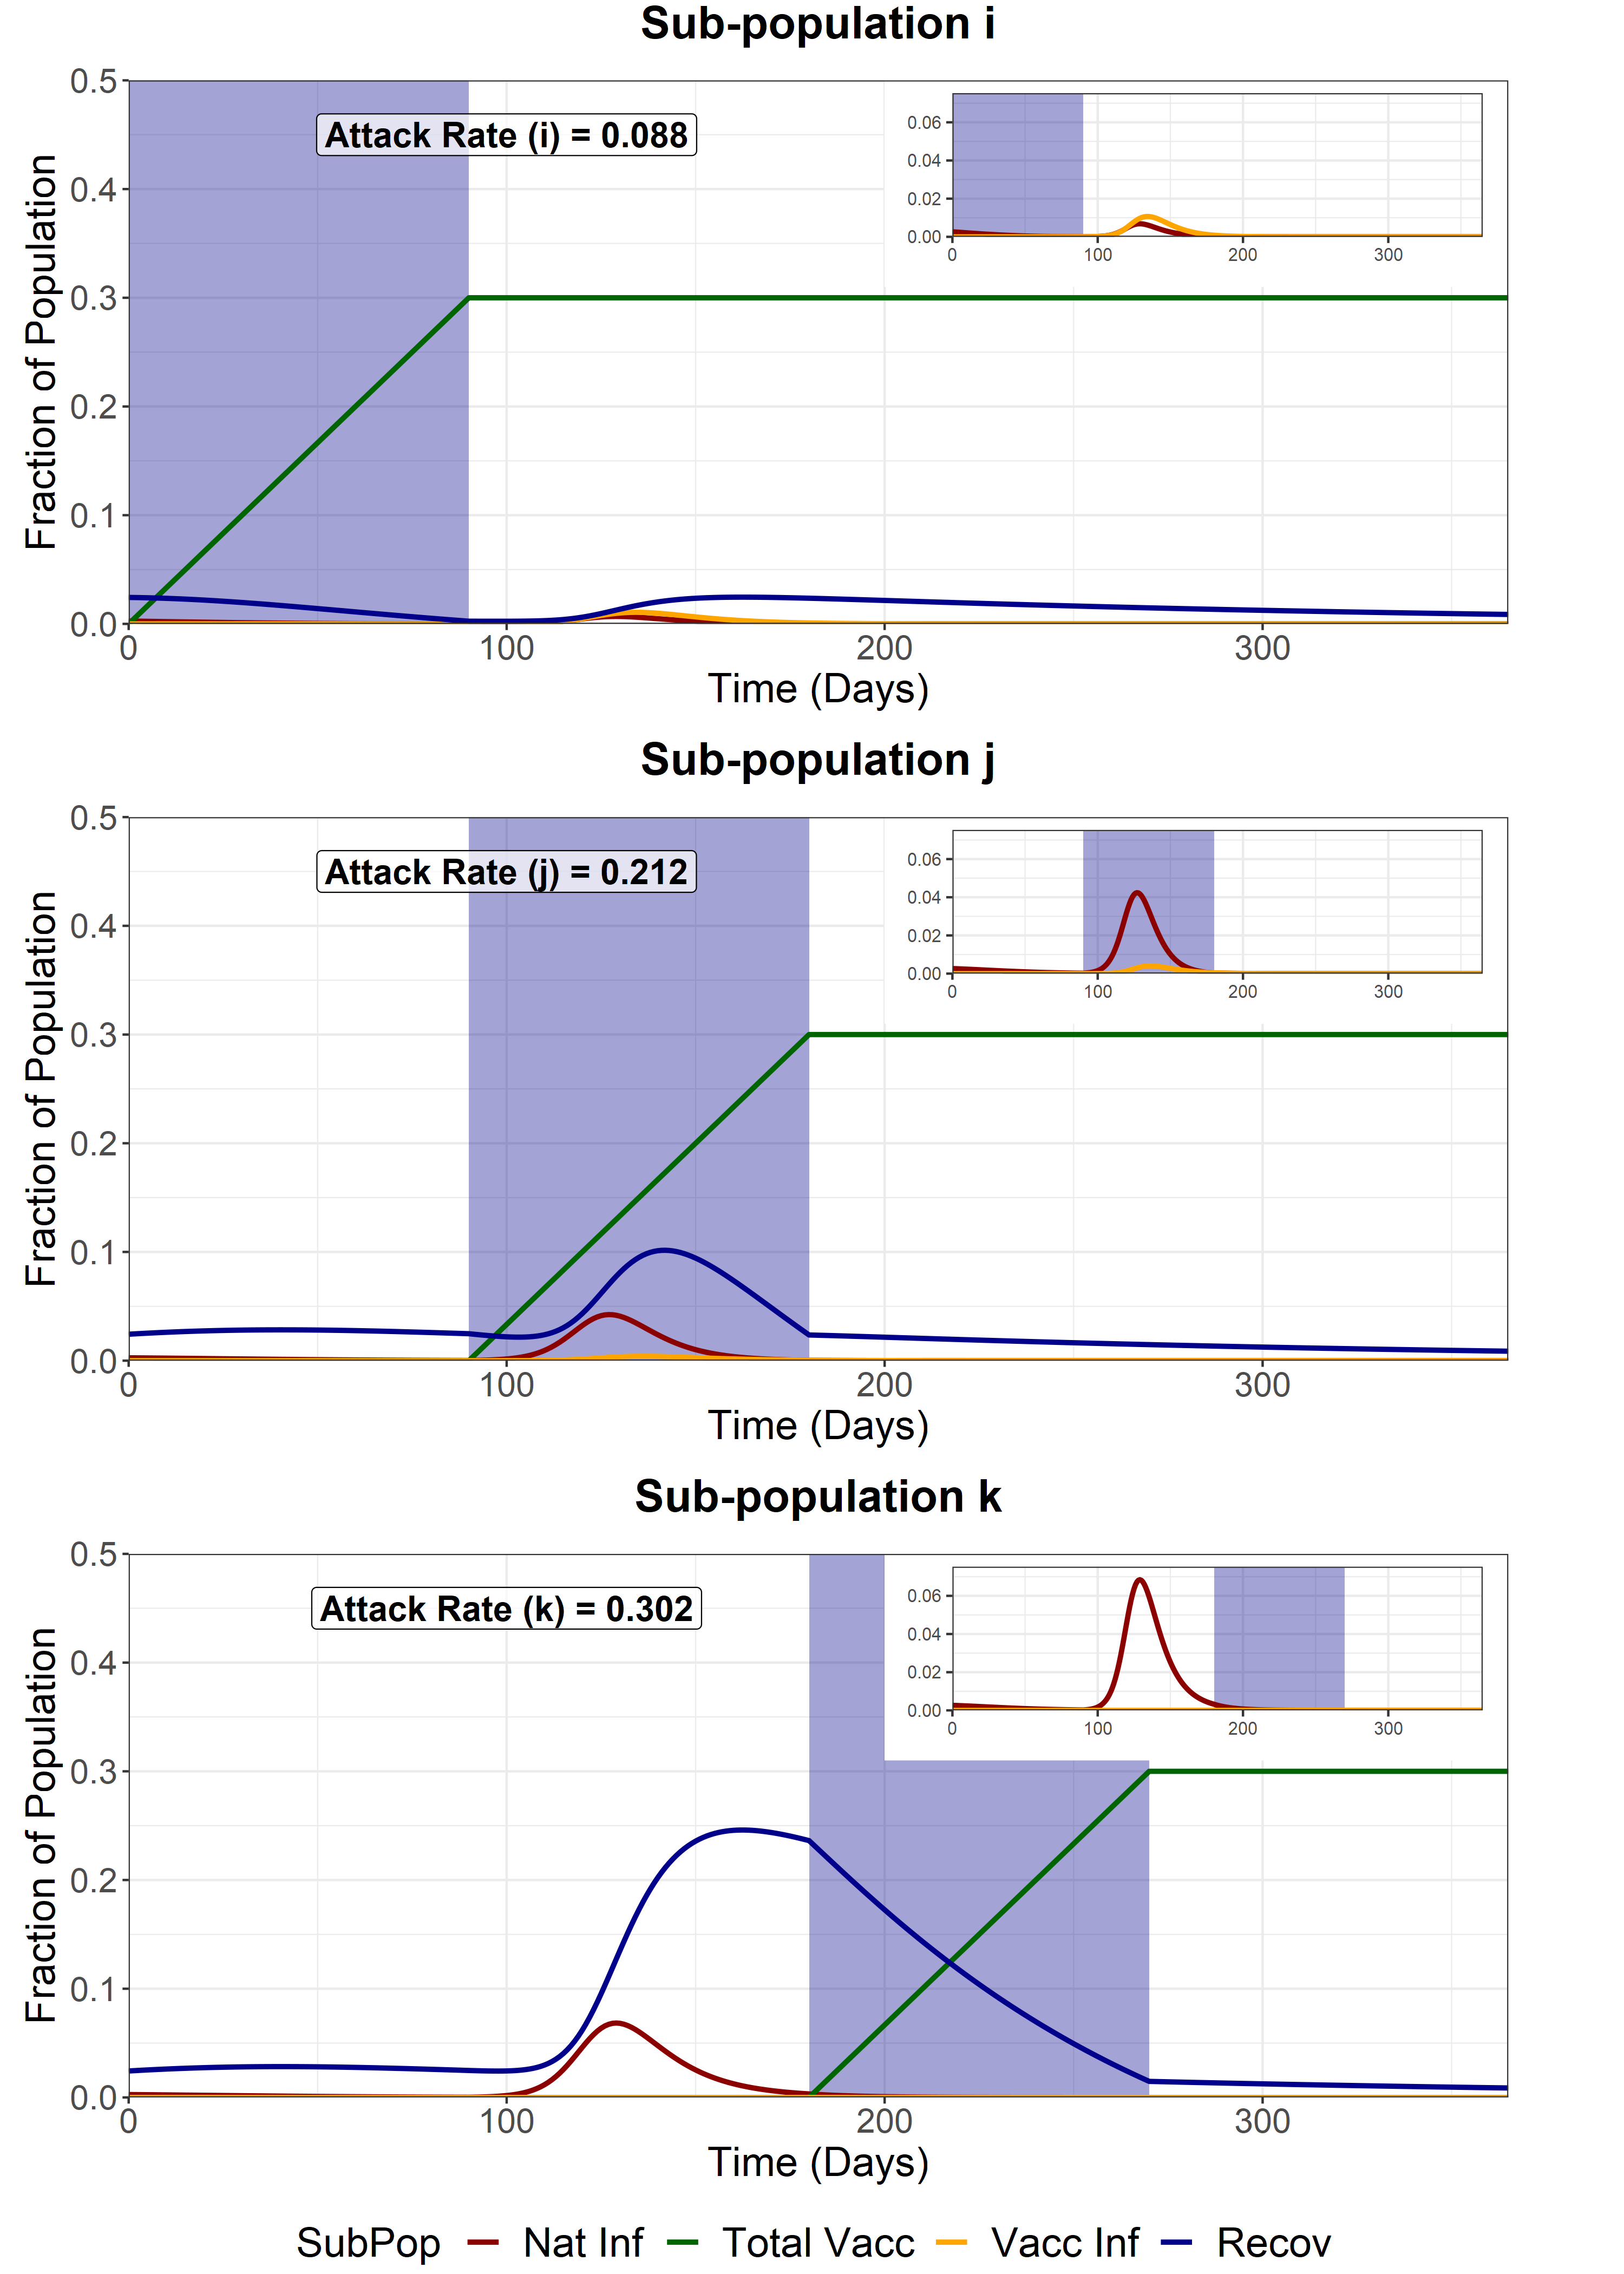 Sub-population i
Fraction of Population
0.5
0.4
0.3
0.2
0.1
0.0
Attack Rate (i) = 0.088
0.06
0.04
0.02
0.00
0 100 200 300
0 100 200 300
Time (Days)
Sub-population j
Fraction of Population
0.5
0.4
0.3
0.2
0.1
0.0
Attack Rate (j) = 0.212
0.06
0.04
0.02
0.00
0 100 200 300
0 100 200 300
Time (Days)
Sub-population k
Fraction of Population
0.5
0.4
0.3
0.2
0.1
0.0
Attack Rate (k) = 0.302
0.06
0.04
0.02
0.00
0 100 200 300
0 100 200 300
Time (Days)
SubPop Nat Inf Total Vacc Vacc Inf Recov